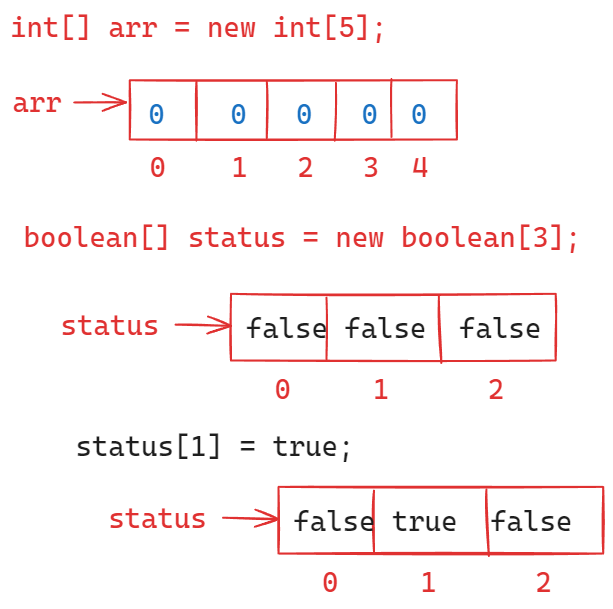 int[] arr = new int[5];
arr 0 0 0 0 0
0 1 2 3 4
boolean[] status = new boolean[3];
status false false false
0 1 2
status[1] = true;
status false true false
0 1 2